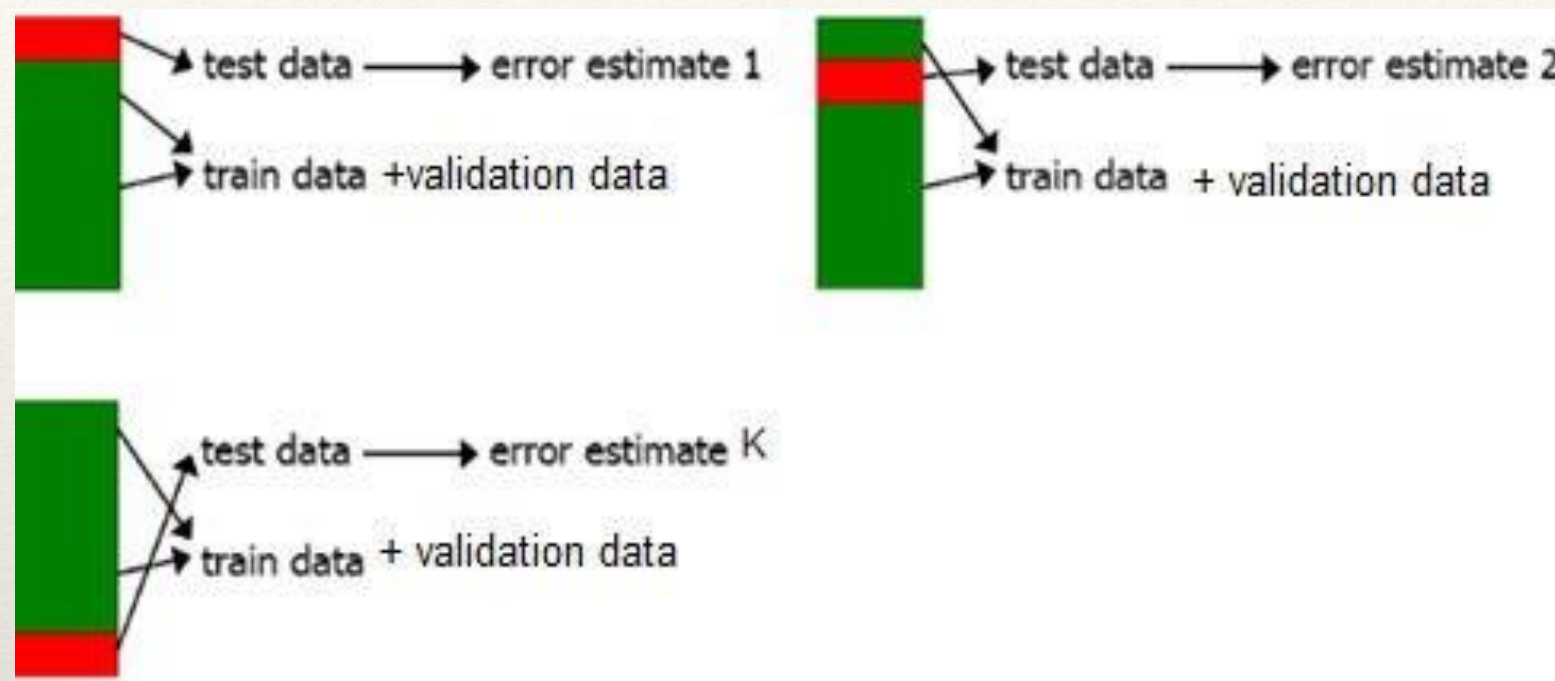 test data error estimate 1
train data +validation data
test data error estimate 2
train data + validation data
test data error estimate K
train data + validation data